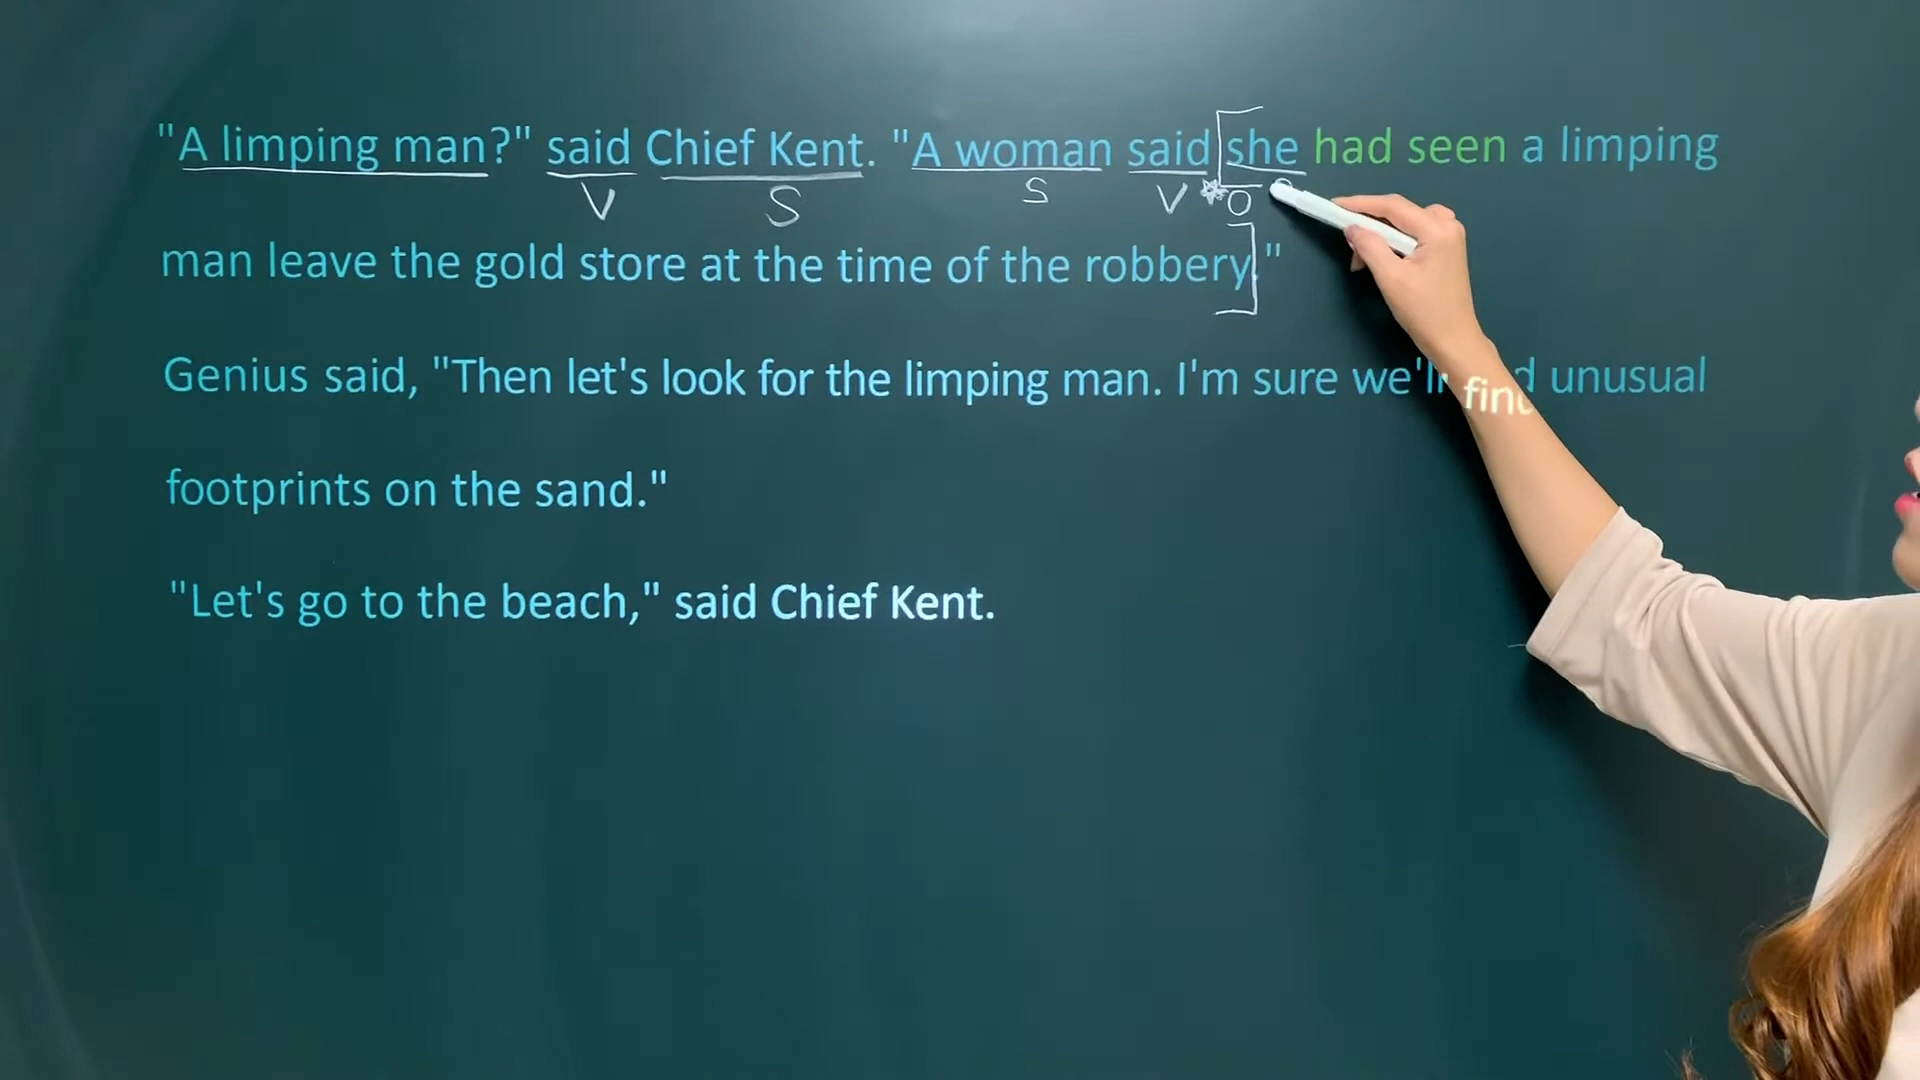 "A limping man?" said Chief Kent. "A woman said she had seen a limping
V S S V O
man leave the gold store at the time of the robbery."
Genius said, "Then let's look for the limping man. I'm sure we'll find unusual
footprints on the sand."
"Let's go to the beach," said Chief Kent.